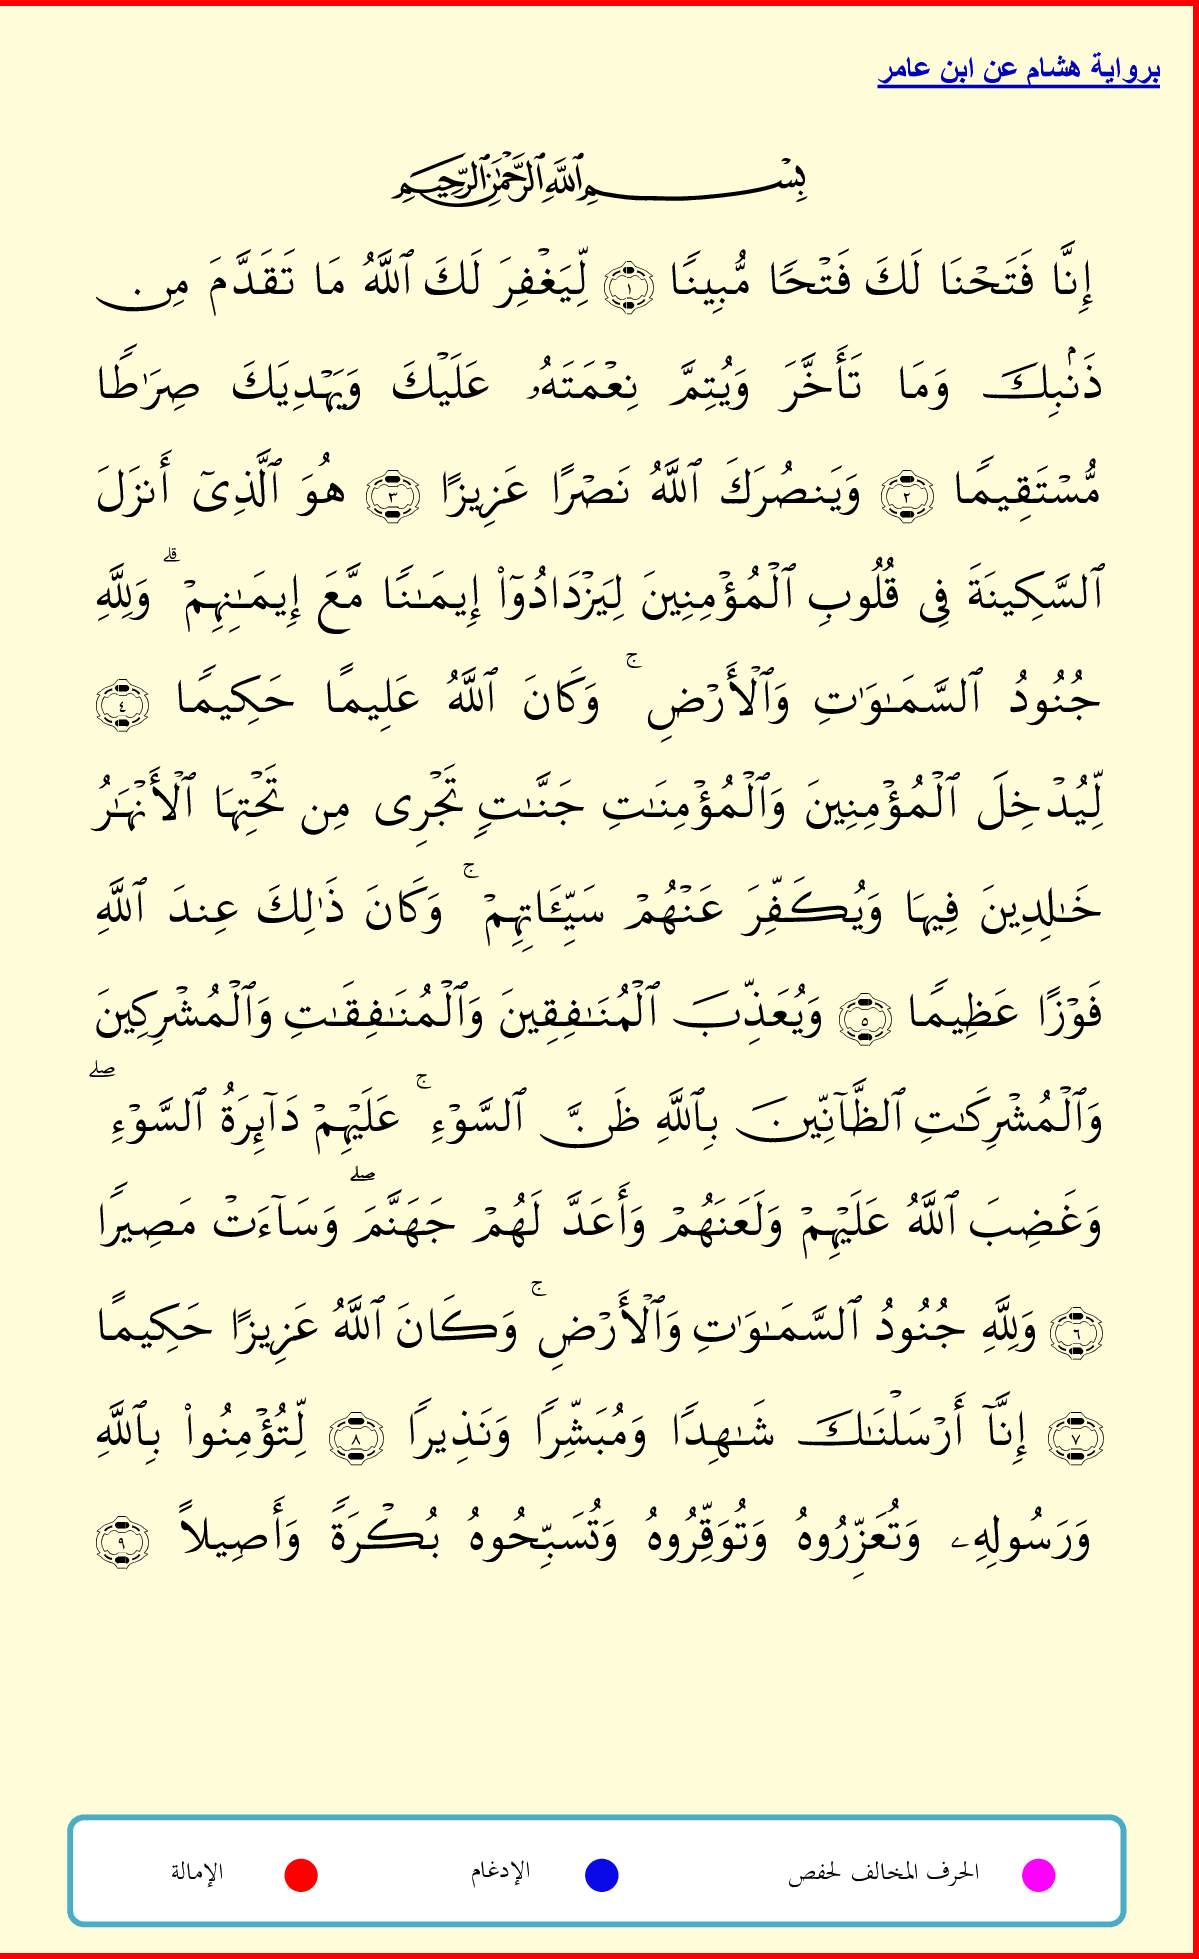 برواية هشام عن ابن عامر
بِسْمِ ٱللَّهِ ٱلرَّحْمَٰنِ ٱلرَّحِيمِ
إِنَّا فَتَحْنَا لَكَ فَتْحًا مُّبِينًا ١ لِّيَغْفِرَ لَكَ ٱللَّهُ مَا تَقَدَّمَ مِن
ذَنۢبِكَ وَمَا تَأَخَّرَ وَيُتِمَّ نِعْمَتَهُۥ عَلَيْكَ وَيَهْدِيَكَ صِرَٰطًا
مُّسْتَقِيمًا ٢ وَيَنصُرَكَ ٱللَّهُ نَصْرًا عَزِيزًا ٣ هُوَ ٱلَّذِىٓ أَنزَلَ
ٱلسَّكِينَةَ فِى قُلُوبِ ٱلْمُؤْمِنِينَ لِيَزْدَادُوٓا۟ إِيمَـٰنًا مَّعَ إِيمَـٰنِهِمْ ۗ وَلِلَّهِ
جُنُودُ ٱلسَّمَـٰوَٰتِ وَٱلْأَرْضِ ۚ وَكَانَ ٱللَّهُ عَلِيمًا حَكِيمًا ٤
لِّيُدْخِلَ ٱلْمُؤْمِنِينَ وَٱلْمُؤْمِنَـٰتِ جَنَّـٰتٍ تَجْرِى مِن تَحْتِهَا ٱلْأَنْهَـٰرُ
خَـٰلِدِينَ فِيهَا وَيُكَفِّرَ عَنْهُمْ سَيِّـَٔاتِهِمْ ۚ وَكَانَ ذَٰلِكَ عِندَ ٱللَّهِ
فَوْزًا عَظِيمًا ٥ وَيُعَذِّبَ ٱلْمُنَـٰفِقِينَ وَٱلْمُنَـٰفِقَـٰتِ وَٱلْمُشْرِكِينَ
وَٱلْمُشْرِكَـٰتِ ٱلظَّآنِّينَ بِٱللَّهِ ظَنَّ ٱلسَّوْءِ ۚ عَلَيْهِمْ دَآئِرَةُ ٱلسَّوْءِ ۖ
وَغَضِبَ ٱللَّهُ عَلَيْهِمْ وَلَعَنَهُمْ وَأَعَدَّ لَهُمْ جَهَنَّمَ ۖ وَسَآءَتْ مَصِيرًا
٦ وَلِلَّهِ جُنُودُ ٱلسَّمَـٰوَٰتِ وَٱلْأَرْضِ ۚ وَكَانَ ٱللَّهُ عَزِيزًا حَكِيمًا
٧ إِنَّآ أَرْسَلْنَـٰكَ شَـٰهِدًا وَمُبَشِّرًا وَنَذِيرًا ٨ لِّتُؤْمِنُوا۟ بِٱللَّهِ
وَرَسُولِهِۦ وَتُعَزِّرُوهُ وَتُوَقِّرُوهُ وَتُسَبِّحُوهُ بُكْرَةً وَأَصِيلاً ٩
الحرف المخالف لحفص الإدغام الإمالة